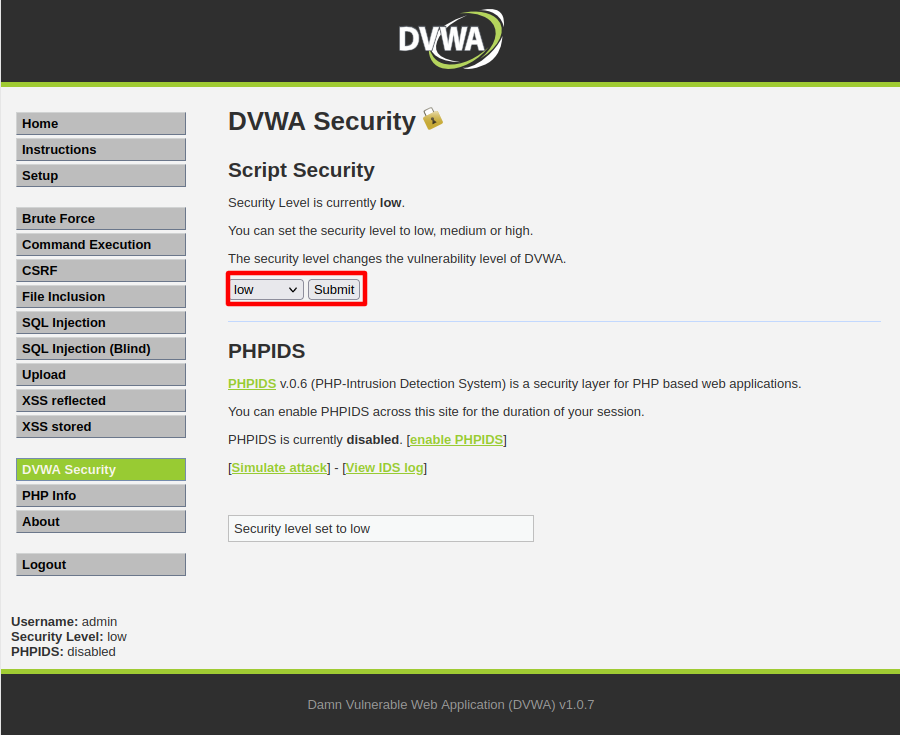 DVWA
Home
Instructions
Setup
Brute Force
Command Execution
CSRF
File Inclusion
SQL Injection
SQL Injection (Blind)
Upload
XSS reflected
XSS stored
DVWA Security
PHP Info
About
Logout
Username: admin
Security Level: low
PHPIDS: disabled
DVWA Security
Script Security
Security Level is currently low.
You can set the security level to low, medium or high.
The security level changes the vulnerability level of DVWA.
low Submit
PHPIDS
PHPIDS v.0.6 (PHP-Intrusion Detection System) is a security layer for PHP based web applications.
You can enable PHPIDS across this site for the duration of your session.
PHPIDS is currently disabled. [enable PHPIDS]
[Simulate attack] - [View IDS log]
Security level set to low
Damn Vulnerable Web Application (DVWA) v1.0.7